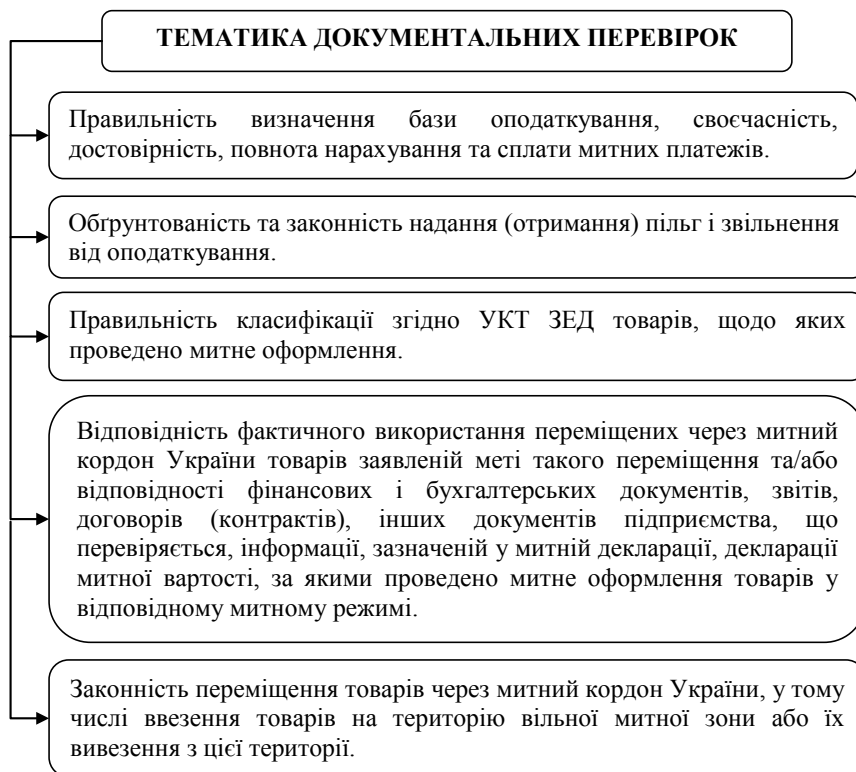 ТЕМАТИКА ДОКУМЕНТАЛЬНИХ ПЕРЕВІРОК
Правильність визначення бази оподаткування, своєчасність,
достовірність, повнота нарахування та сплати митних платежів.
Обґрунтованість та законність надання (отримання) пільг і звільнення
від оподаткування.
Правильність класифікації згідно УКТ ЗЕД товарів, щодо яких
проведено митне оформлення.
Відповідність фактичного використання переміщених через митний
кордон України товарів заявленій меті такого переміщення та/або
відповідності фінансових і бухгалтерських документів, звітів,
договорів (контрактів), інших документів підприємства, що
перевіряється, інформації, зазначеній у митній декларації, декларації
митної вартості, за якими проведено митне оформлення товарів у
відповідному митному режимі.
Законність переміщення товарів через митний кордон України, у тому
числі ввезення товарів на територію вільної митної зони або їх
вивезення з цієї території.